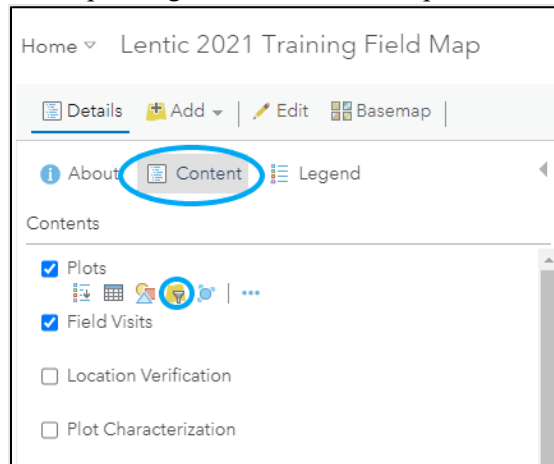 Home Lentic 2021 Training Field Map
Details Add Edit Basemap
About Content Legend
Contents
Plots
Field Visits
Location Verification
Plot Characterization